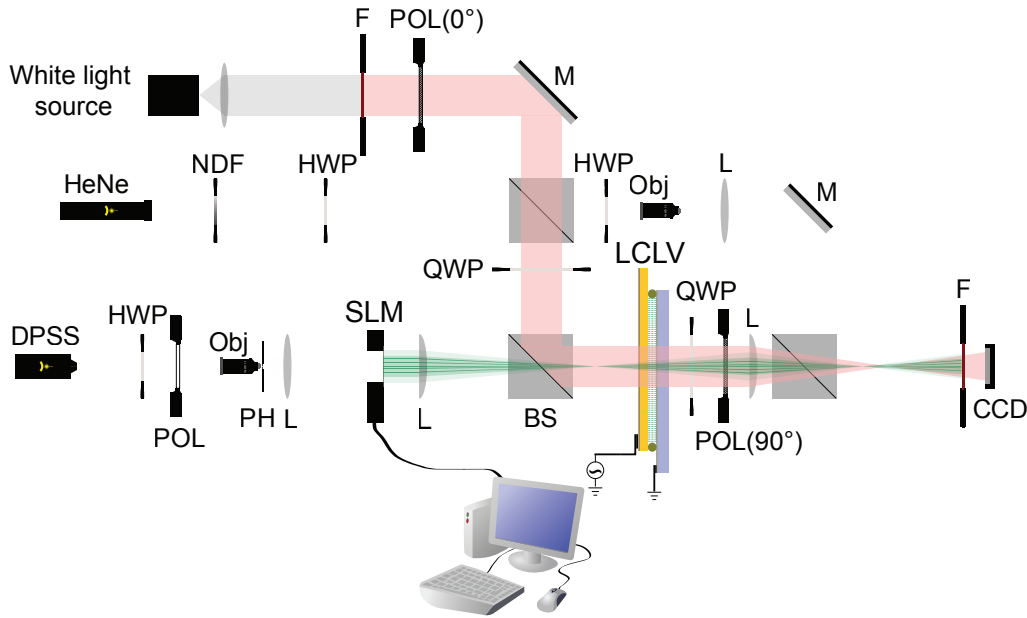 F
POL(0°)
White light
source
M
NDF
HWP
HWP
Obj
L
M
HeNe
QWP
LCLV
QWP
F
DPSS
HWP
SLM
L
Obj
POL
PH
L
L
BS
POL(90°)
CCD